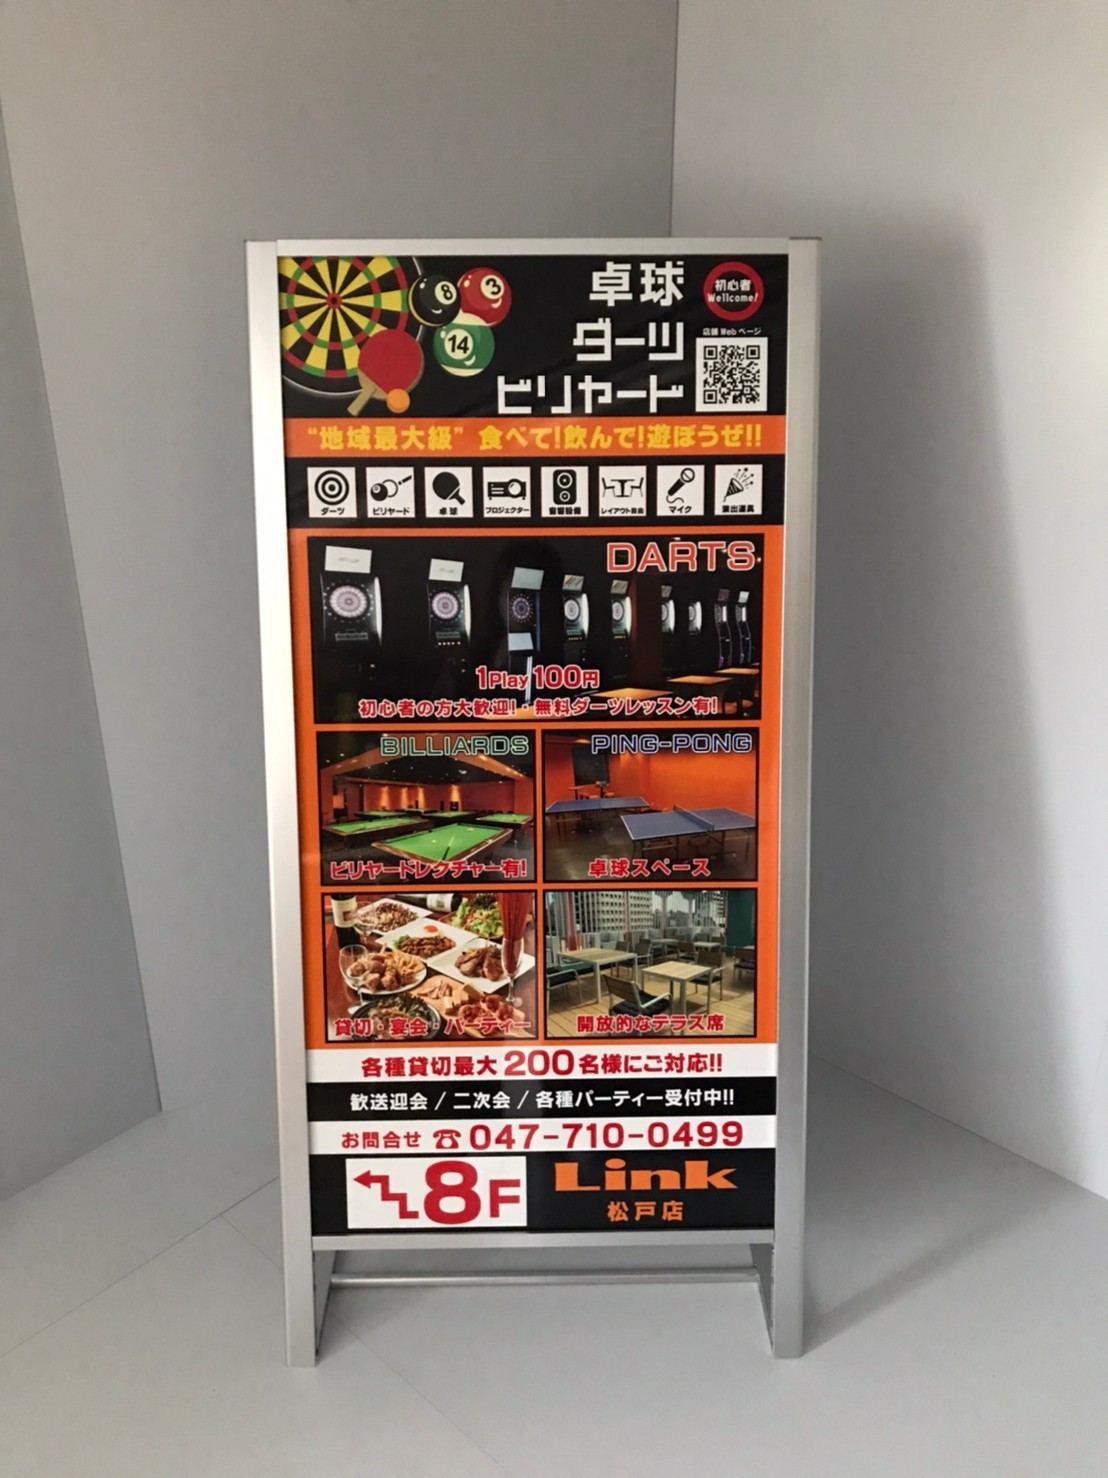 8
3
14
卓球
ダーツ
ビリヤード
初心者
Wellcome!
店舗 Web ページ
“地域最大級” 食べて!飲んで!遊ぼうぜ!!
ダーツ
ビリヤード
卓球
プロジェクター
音響設備
レイアウト自由
マイク
演出道具
DARTS
1Play 100円
初心者の方大歓迎!・無料ダーツレッスン有!
BILLIARDS
ビリヤードレクチャー有!
PING-PONG
卓球スペース
貸切・宴会・パーティー
開放的なテラス席
各種貸切最大 200名様にご対応!!
歓送迎会 / 二次会 / 各種パーティー受付中!!
お問合せ ☎ 047-710-0499
8F
Link
松戸店